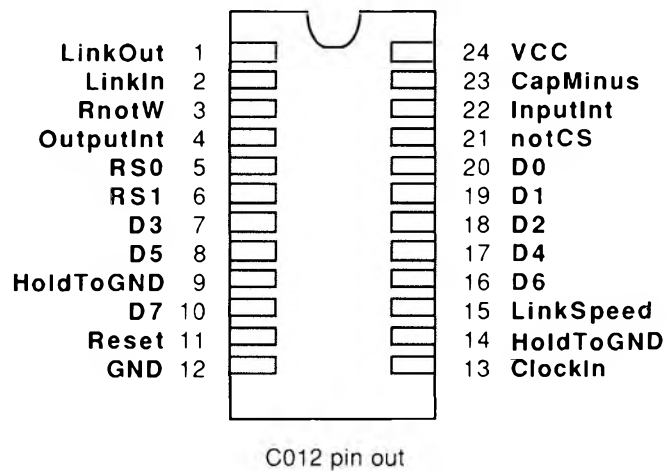 LinkOut 1 24 VCC
LinkIn 2 23 CapMinus
RnotW 3 22 InputInt
OutputInt 4 21 notCS
RS0 5 20 D0
RS1 6 19 D1
D3 7 18 D2
D5 8 17 D4
HoldToGND 9 16 D6
D7 10 15 LinkSpeed
Reset 11 14 HoldToGND
GND 12 13 ClockIn
C012 pin out